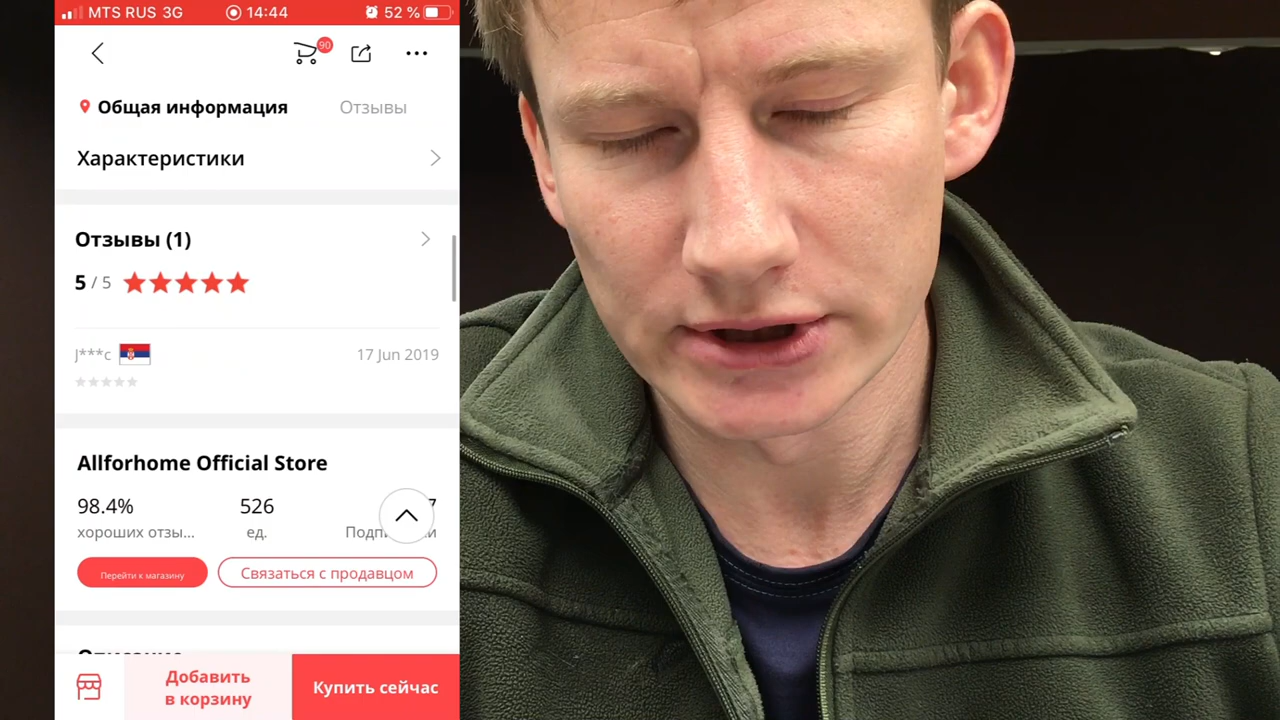 MTS RUS 3G 14:44 52 %
90
Общая информация Отзывы
Характеристики
Отзывы (1)
5 / 5
J***c 17 Jun 2019
Allforhome Official Store
98.4% 526 7
хороших отзы... ед.
Перейти к магазину Связаться с продавцом
Добавить
в корзину
Купить сейчас